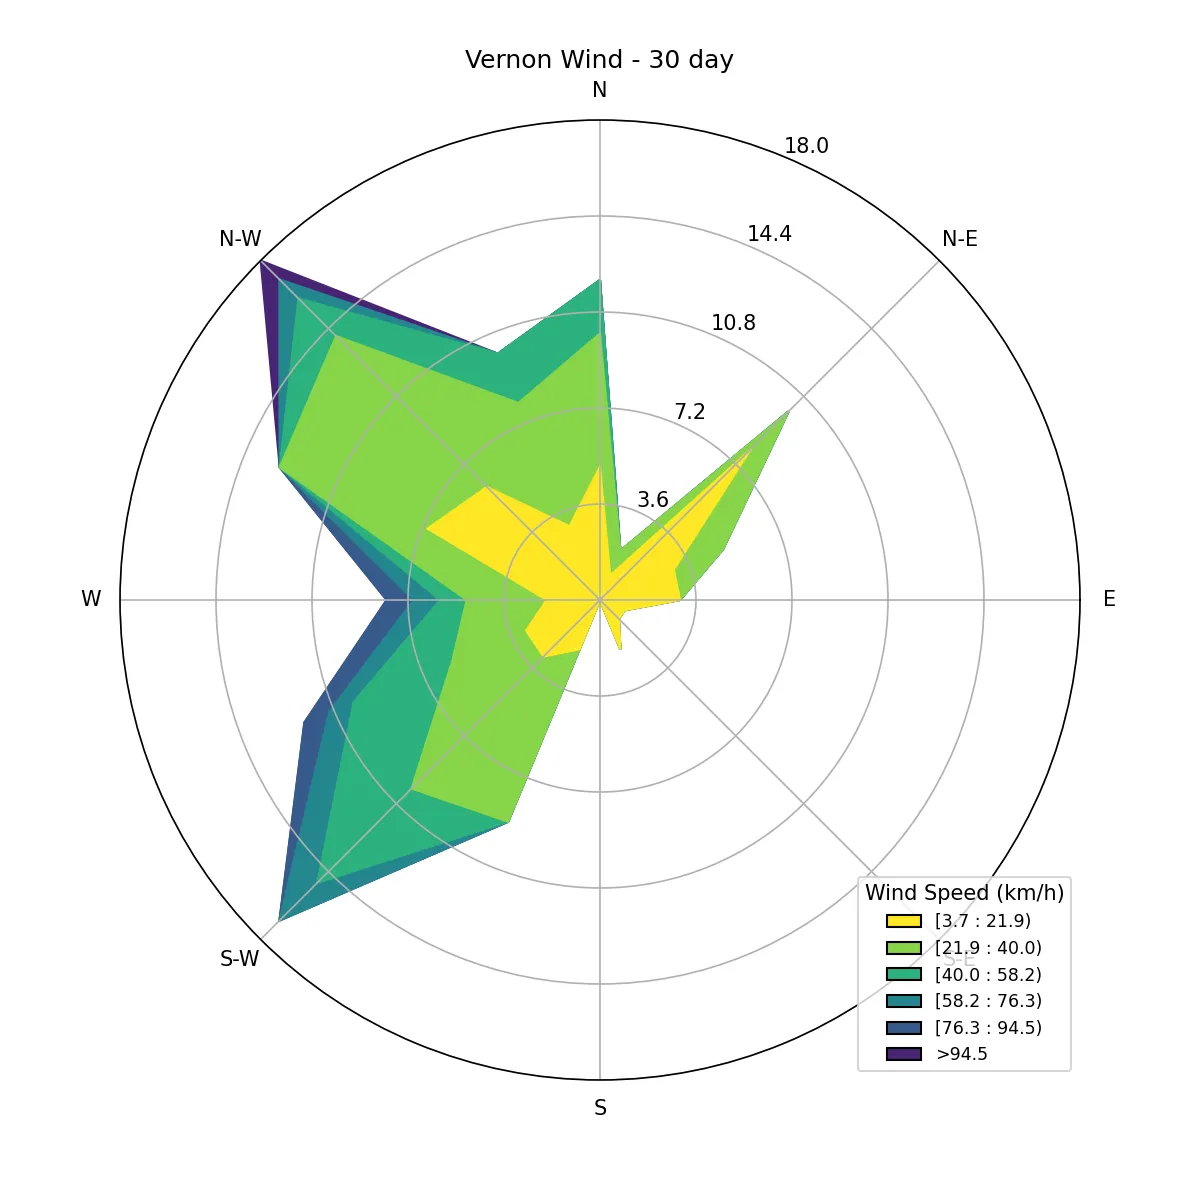 Vernon Wind - 30 day
N
18.0
14.4
N-W
N-E
10.8
7.2
3.6
W
E
Wind Speed (km/h)
[3.7 : 21.9)
[21.9 : 40.0)
S-W
S-E
[40.0 : 58.2)
[58.2 : 76.3)
[76.3 : 94.5)
>94.5
S